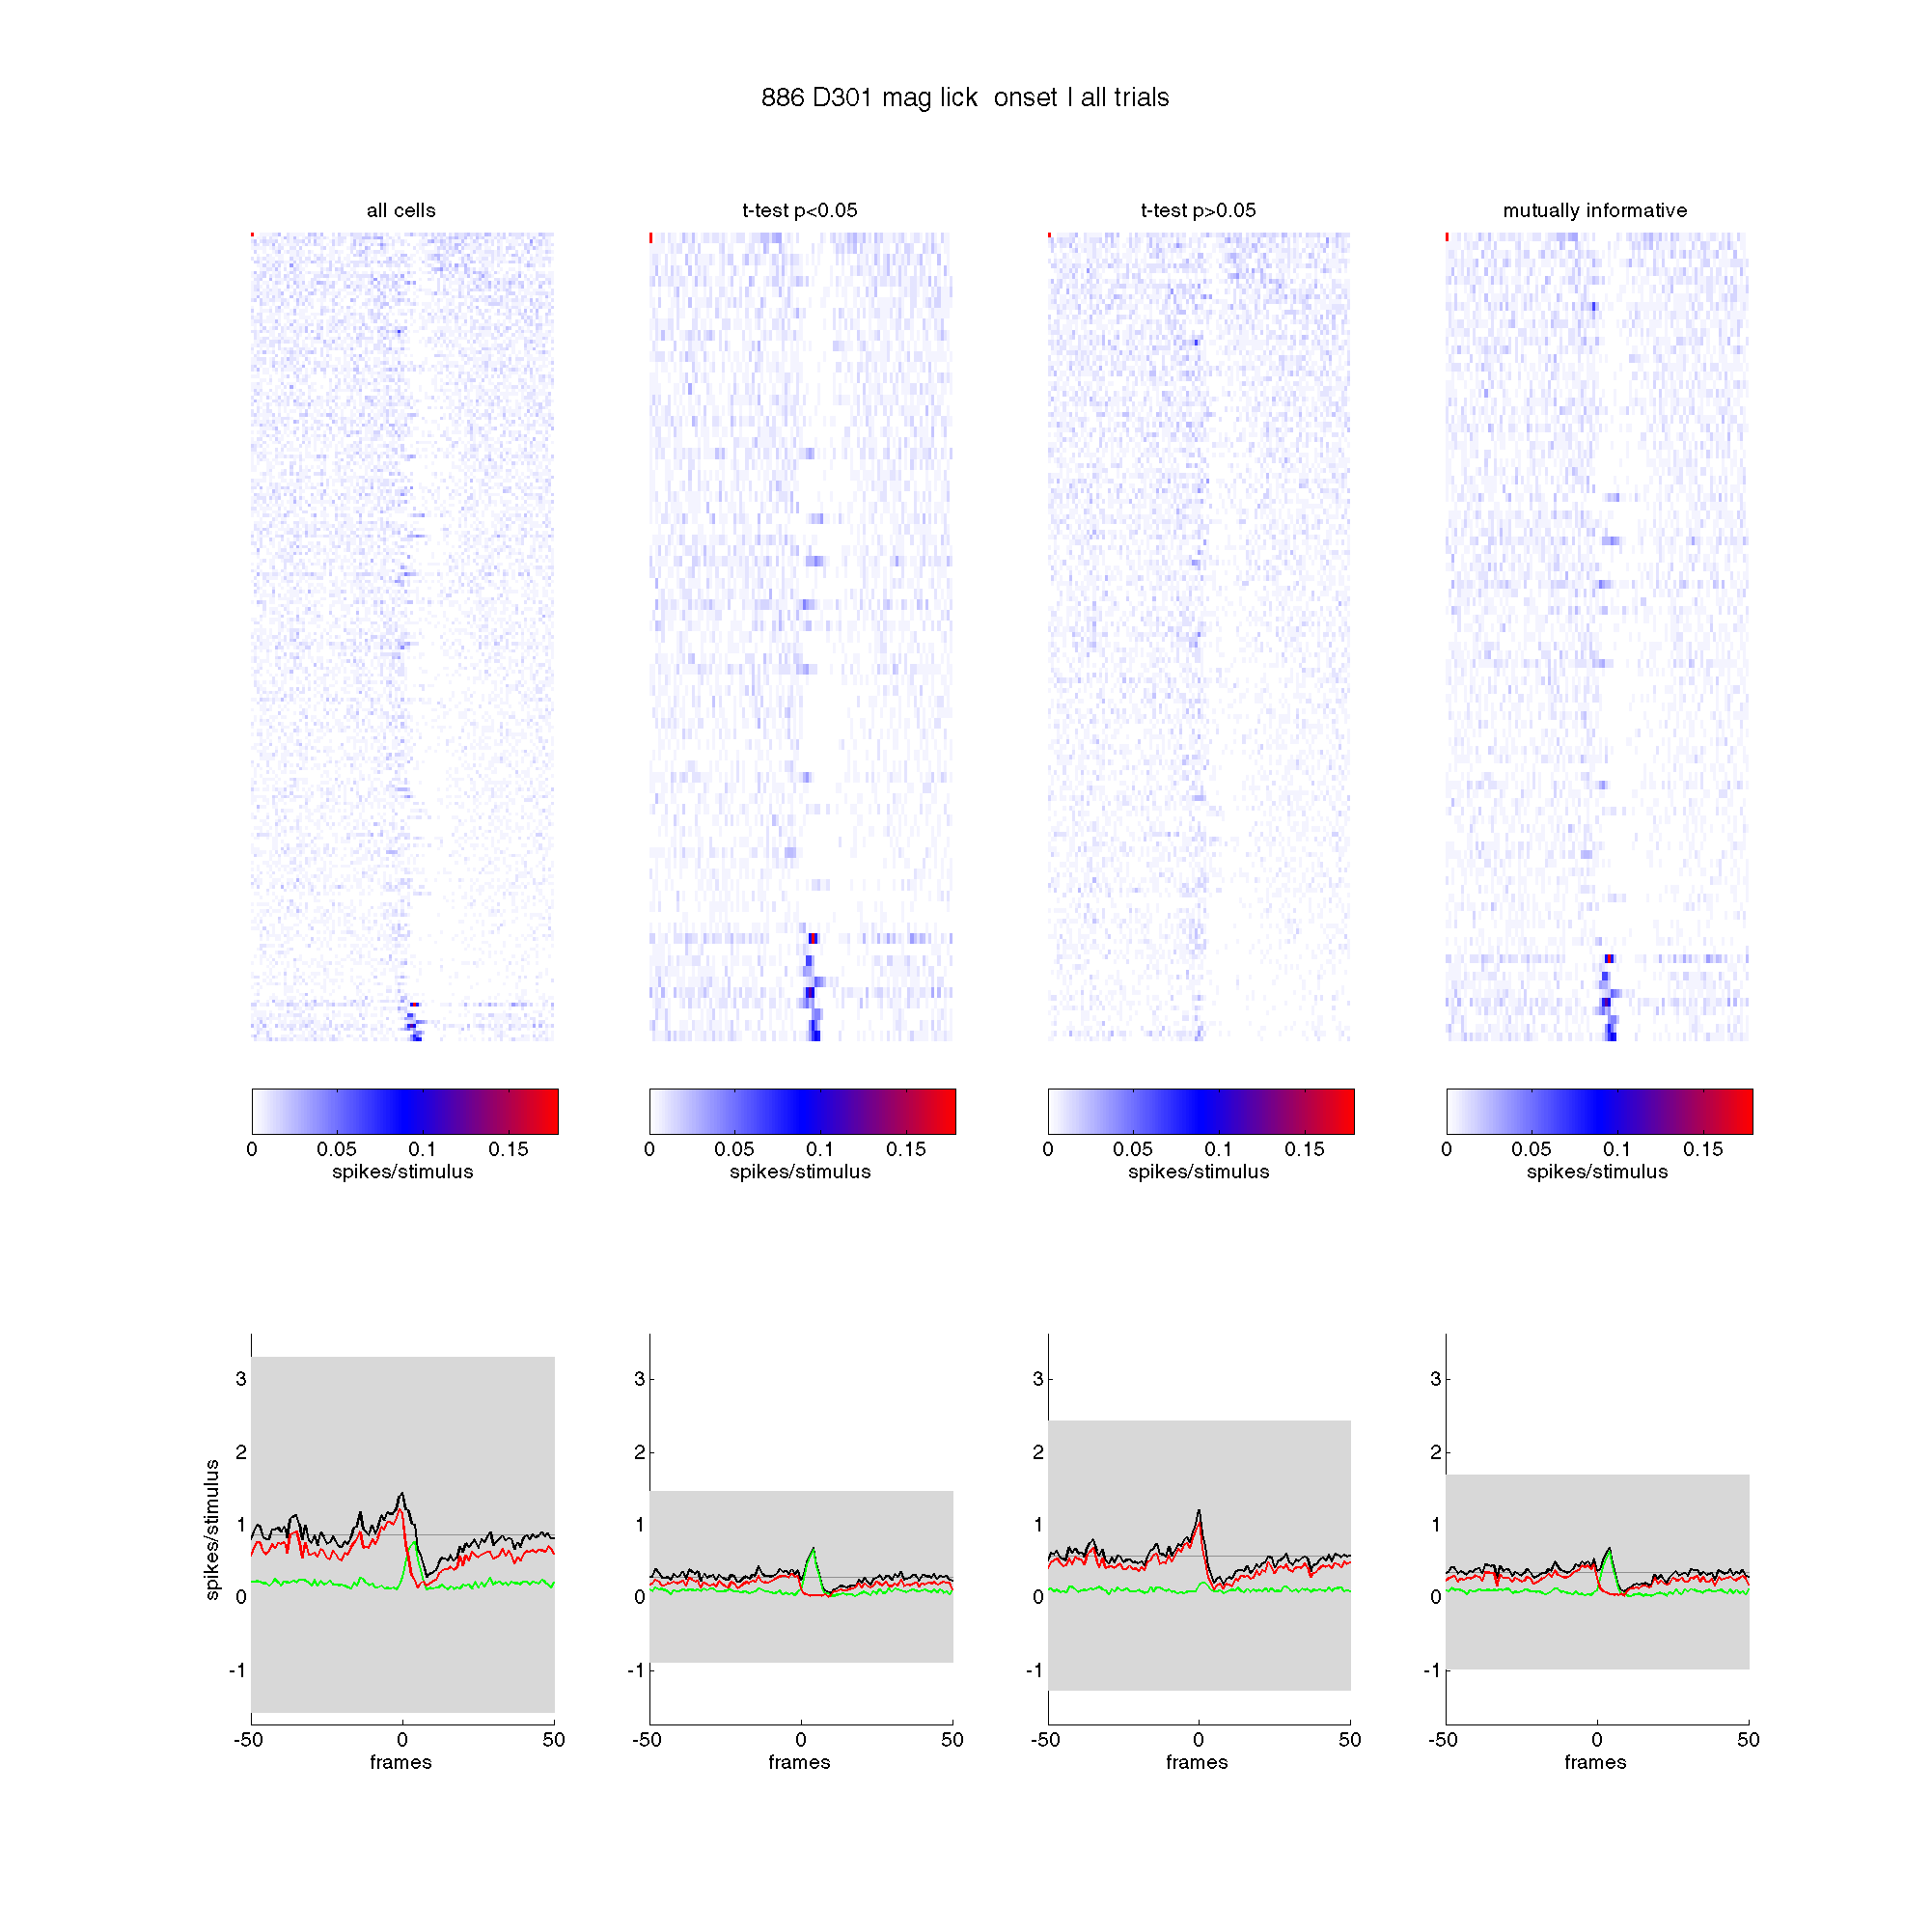 886 D301 mag lick  onset | all trials
all cells
t-test p<0.05
t-test p>0.05
mutually informative
0 0.05 0.1 0.15
spikes/stimulus
0 0.05 0.1 0.15
spikes/stimulus
0 0.05 0.1 0.15
spikes/stimulus
0 0.05 0.1 0.15
spikes/stimulus
spikes/stimulus
3
2
1
0
-1
-50 0 50
frames
3
2
1
0
-1
-50 0 50
frames
3
2
1
0
-1
-50 0 50
frames
3
2
1
0
-1
-50 0 50
frames